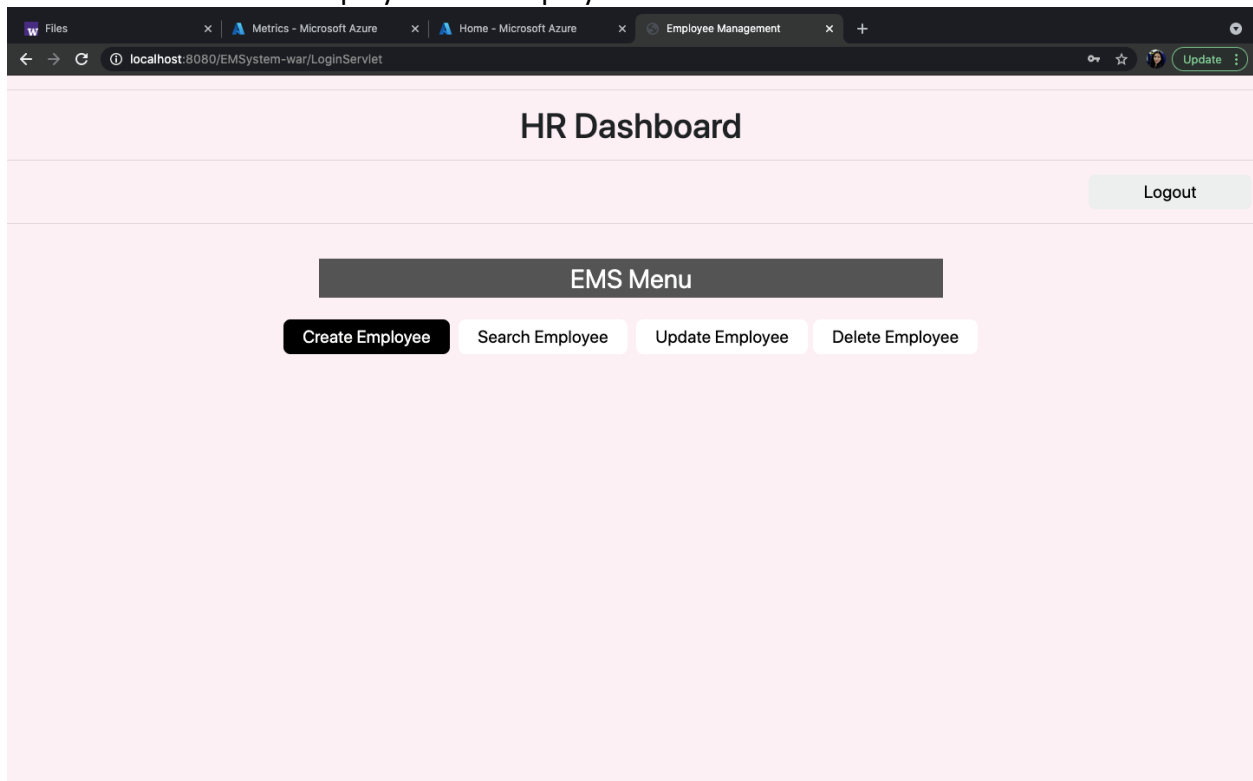 Files Metrics - Microsoft Azure Home - Microsoft Azure Employee Management
localhost:8080/EMSystem-war/LoginServlet Update
HR Dashboard
Logout
EMS Menu
Create Employee Search Employee Update Employee Delete Employee